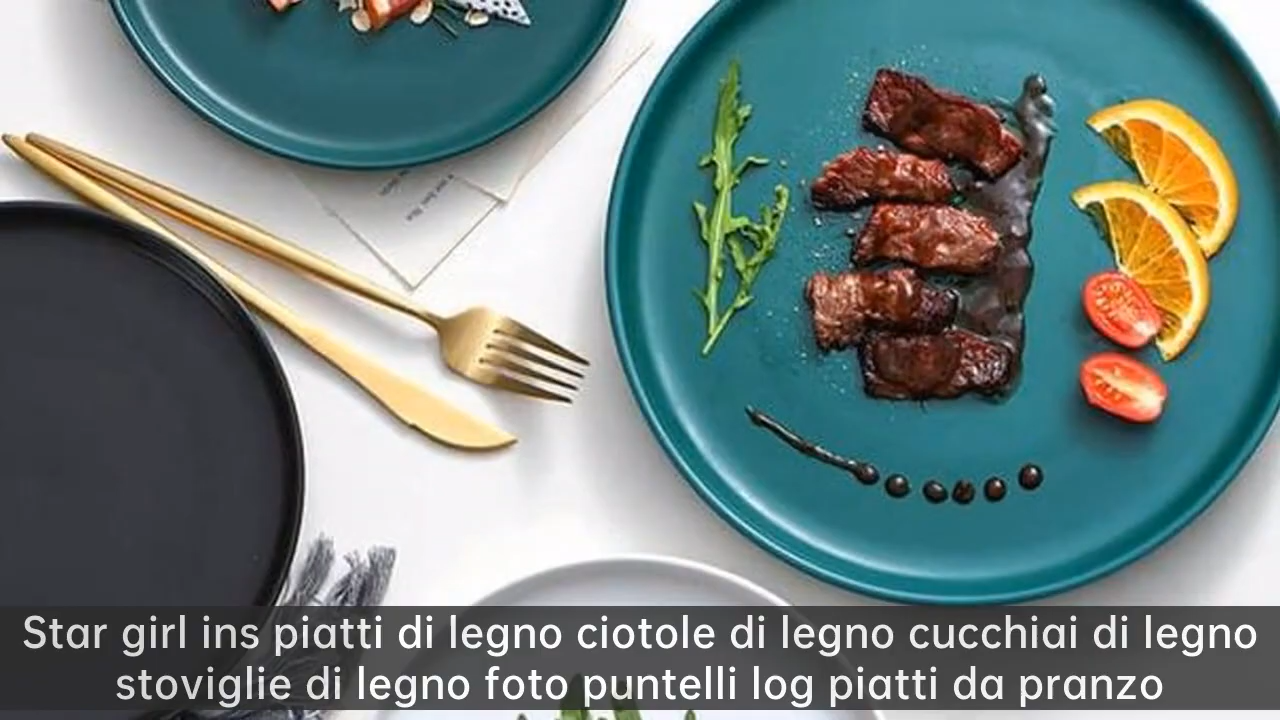 Star girl ins piatti di legno ciotole di legno cucchiai di legno
stoviglie di legno foto puntelli log piatti da pranzo